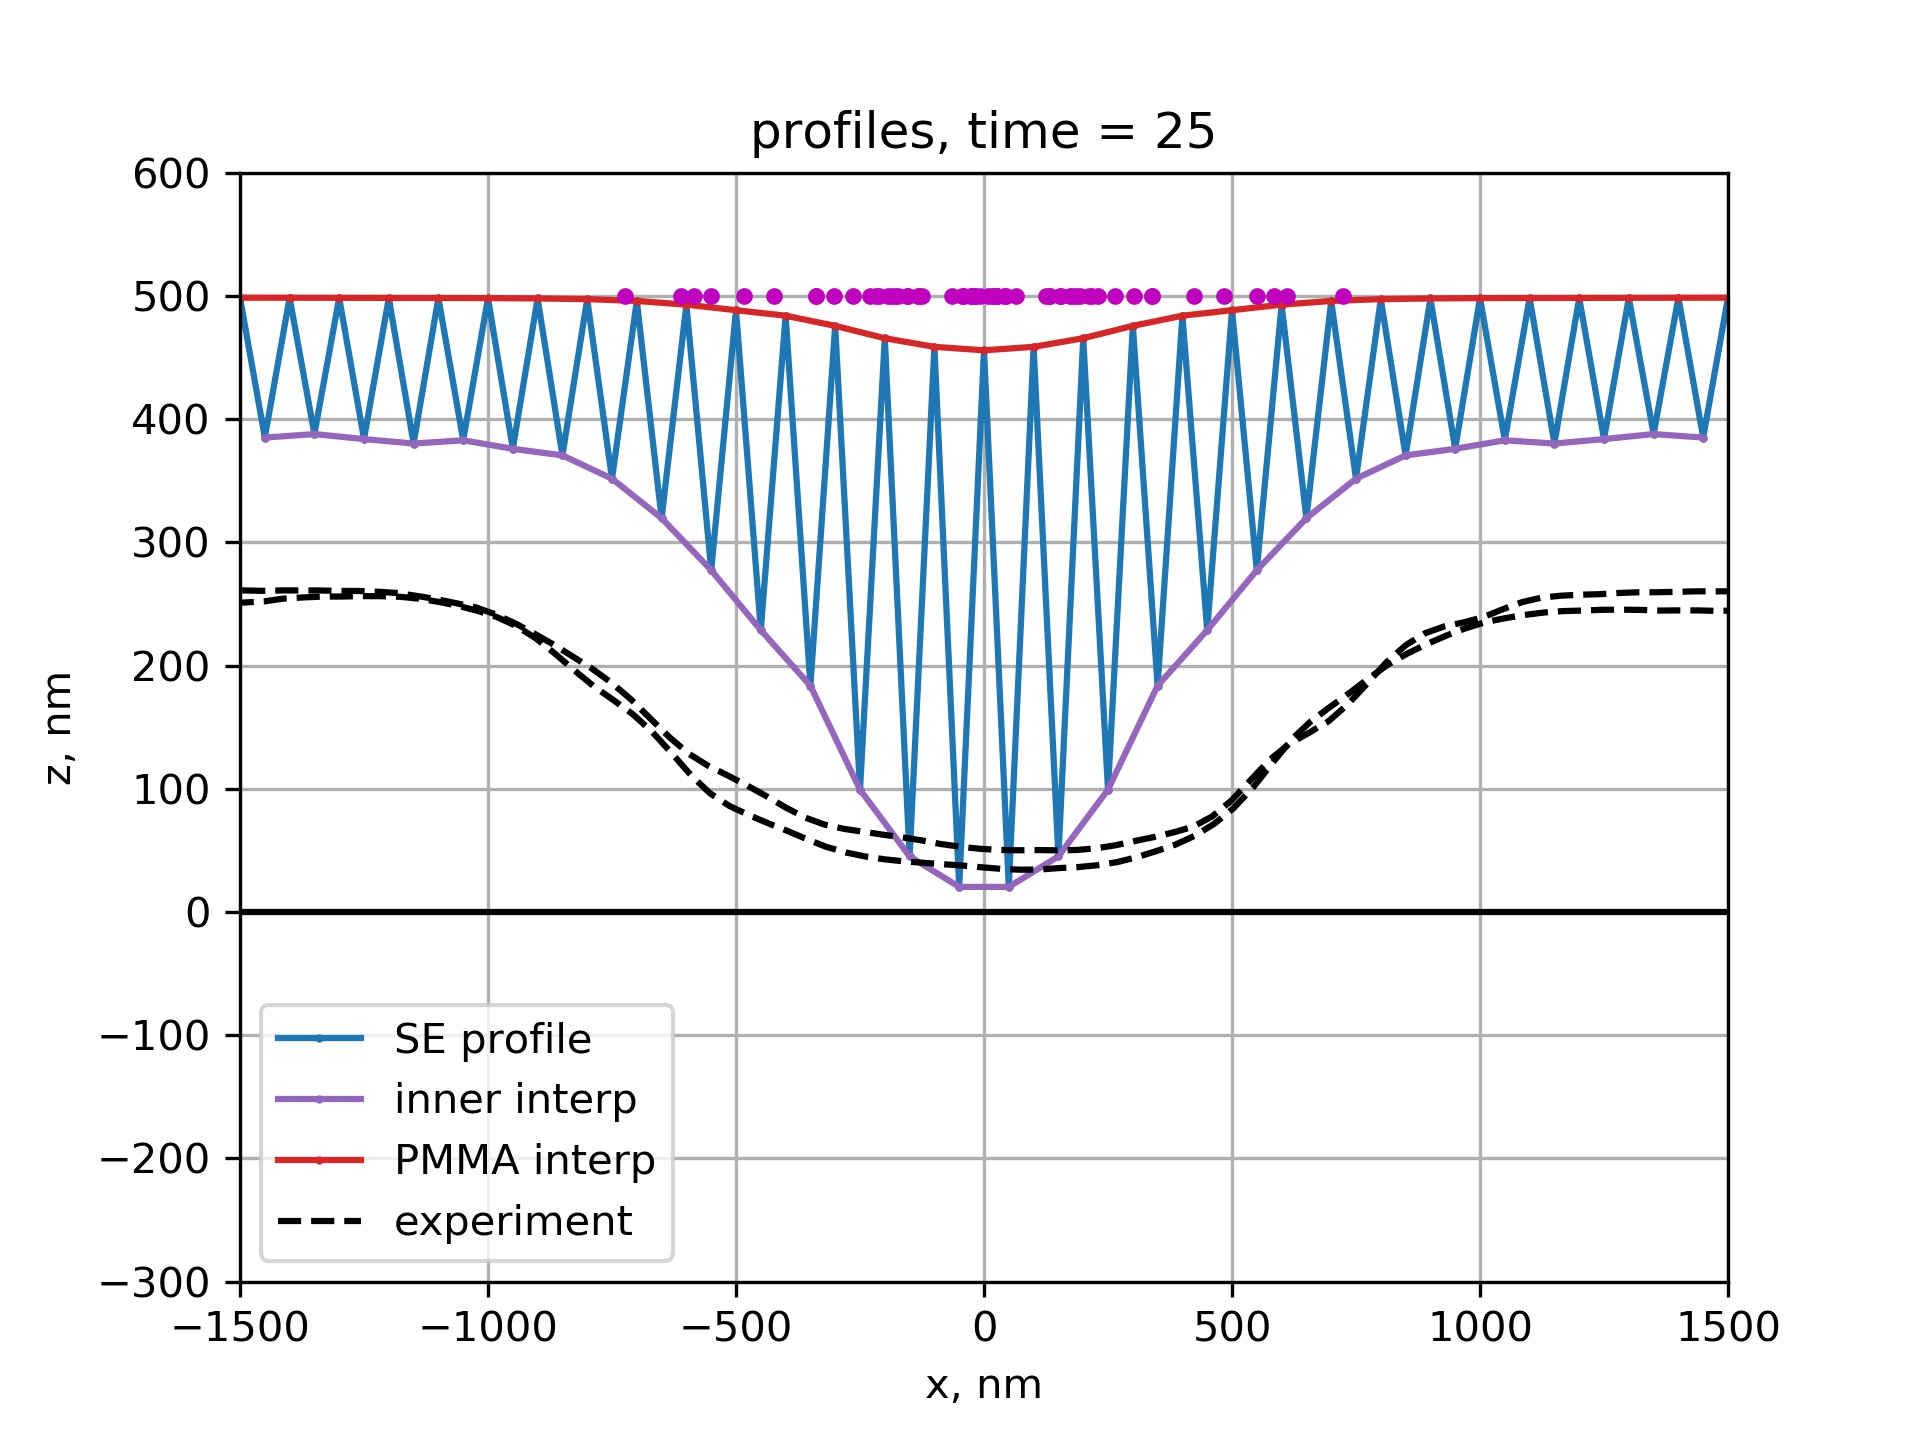 profiles, time = 25
600
500
400
300
200
100
0
−100
−200
−300
z, nm
SE profile
inner interp
PMMA interp
experiment
−1500 −1000 −500 0 500 1000 1500
x, nm